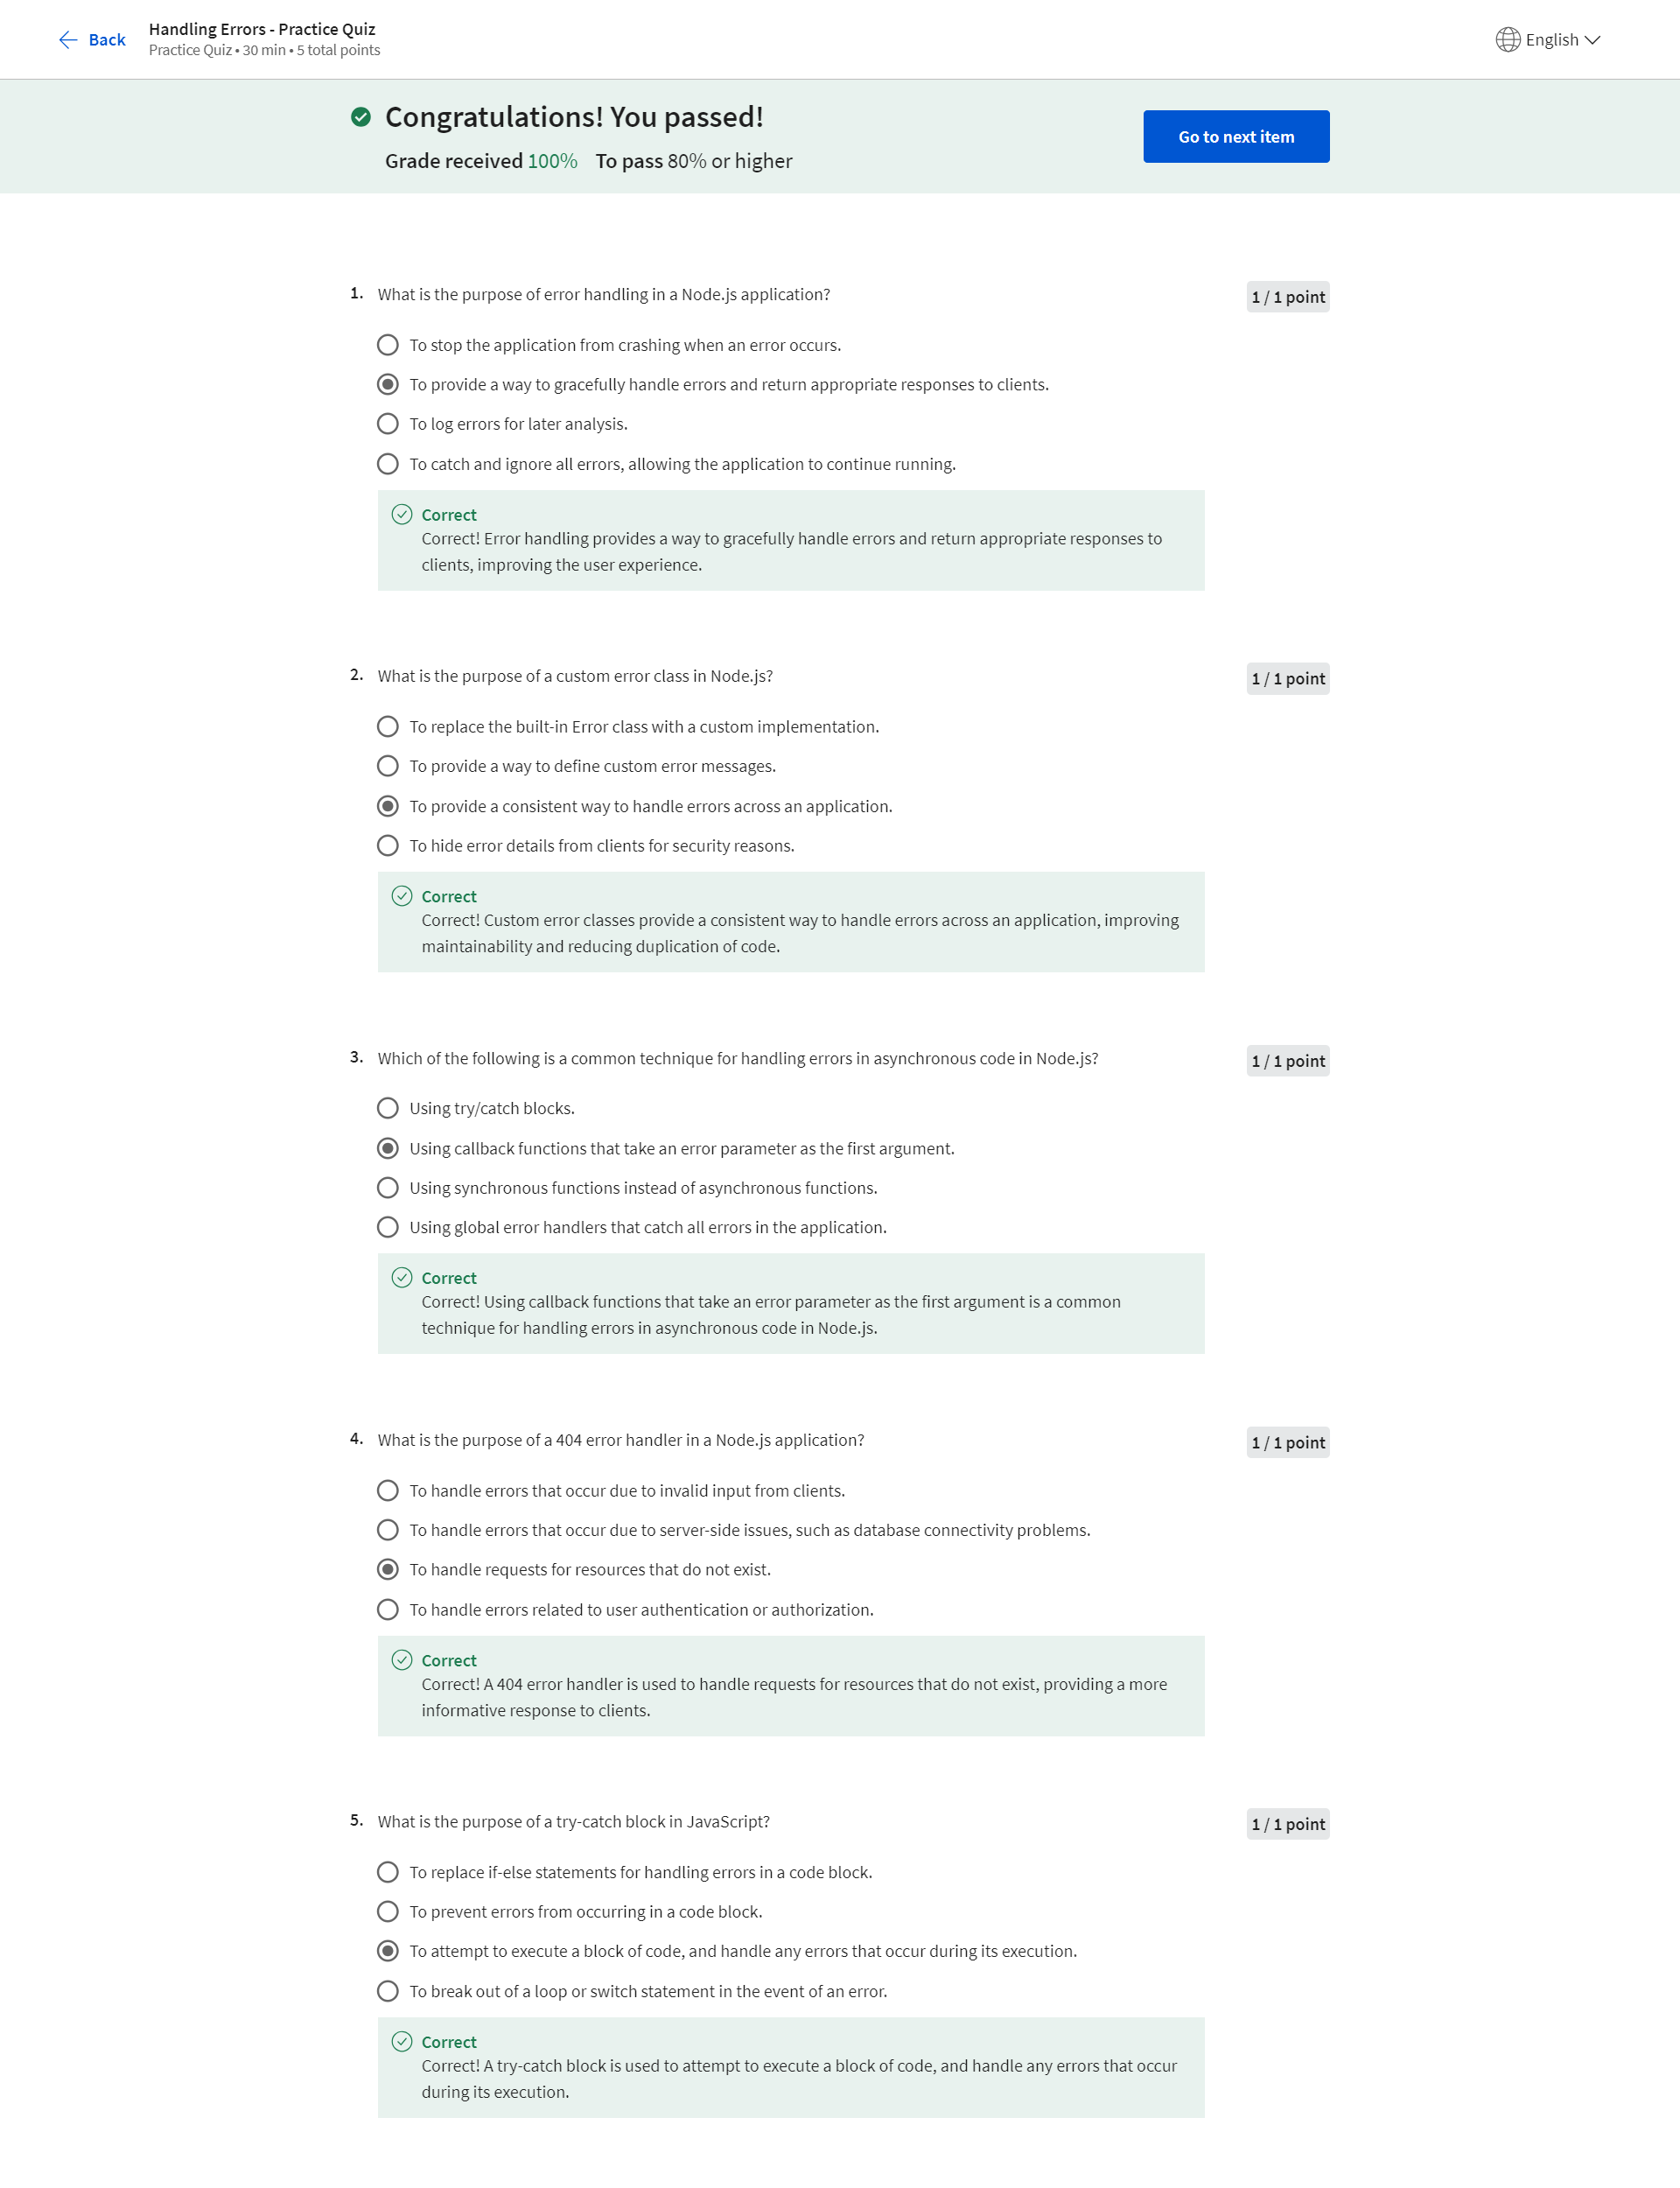 Back
Handling Errors - Practice Quiz
Practice Quiz • 30 min • 5 total points
English
Congratulations! You passed!
Grade received 100% To pass 80% or higher
Go to next item
1. What is the purpose of error handling in a Node.js application?
1 / 1 point
To stop the application from crashing when an error occurs.
To provide a way to gracefully handle errors and return appropriate responses to clients.
To log errors for later analysis.
To catch and ignore all errors, allowing the application to continue running.
Correct
Correct! Error handling provides a way to gracefully handle errors and return appropriate responses to
clients, improving the user experience.
2. What is the purpose of a custom error class in Node.js?
1 / 1 point
To replace the built-in Error class with a custom implementation.
To provide a way to define custom error messages.
To provide a consistent way to handle errors across an application.
To hide error details from clients for security reasons.
Correct
Correct! Custom error classes provide a consistent way to handle errors across an application, improving
maintainability and reducing duplication of code.
3. Which of the following is a common technique for handling errors in asynchronous code in Node.js?
1 / 1 point
Using try/catch blocks.
Using callback functions that take an error parameter as the first argument.
Using synchronous functions instead of asynchronous functions.
Using global error handlers that catch all errors in the application.
Correct
Correct! Using callback functions that take an error parameter as the first argument is a common
technique for handling errors in asynchronous code in Node.js.
4. What is the purpose of a 404 error handler in a Node.js application?
1 / 1 point
To handle errors that occur due to invalid input from clients.
To handle errors that occur due to server-side issues, such as database connectivity problems.
To handle requests for resources that do not exist.
To handle errors related to user authentication or authorization.
Correct
Correct! A 404 error handler is used to handle requests for resources that do not exist, providing a more
informative response to clients.
5. What is the purpose of a try-catch block in JavaScript?
1 / 1 point
To replace if-else statements for handling errors in a code block.
To prevent errors from occurring in a code block.
To attempt to execute a block of code, and handle any errors that occur during its execution.
To break out of a loop or switch statement in the event of an error.
Correct
Correct! A try-catch block is used to attempt to execute a block of code, and handle any errors that occur
during its execution.